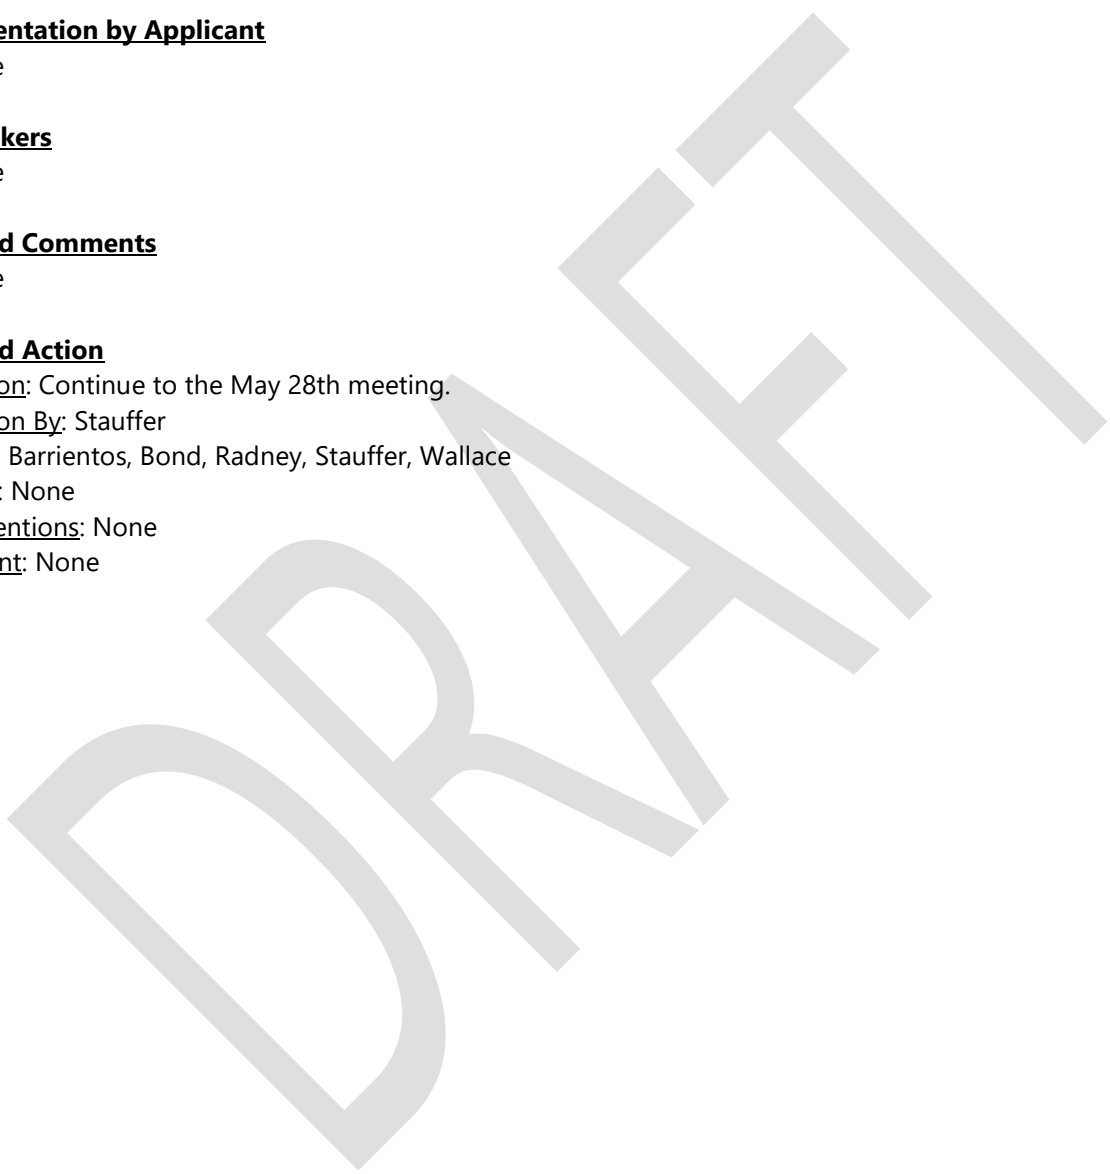 entation by Applicant
e
kers
e
d Comments
e
d Action
on: Continue to the May 28th meeting.
on By: Stauffer
: Barrientos, Bond, Radney, Stauffer, Wallace
: None
entions: None
nt: None
DRAFT